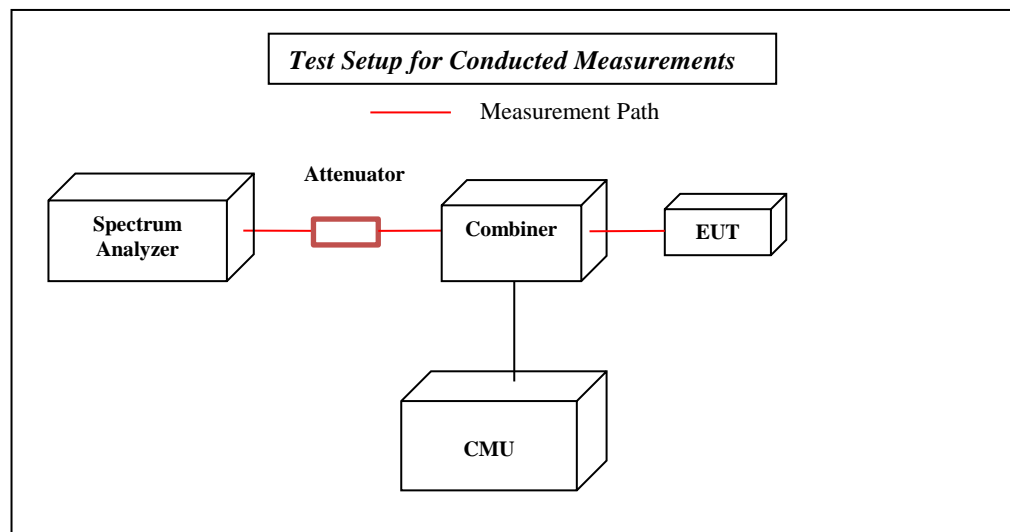 Test Setup for Conducted Measurements
Measurement Path
Attenuator
Spectrum
Analyzer
Combiner
EUT
CMU